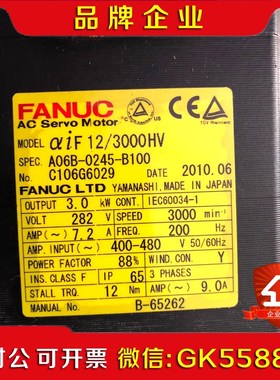 品牌企业
FANUC
AC Servo Motor
MODEL αiF 12/3000HV
SPEC. A06B-0245-B100
No. C106G6029 DATE 2010.06
FANUC LTD YAMANASHI, MADE IN JAPAN
OUTPUT 3.0 kW CONT. IEC60034-1
VOLT 282 V SPEED 3000 min⁻¹
AMP(~) 7.2 A FREQ. 200 Hz
AMP.INPUT 400-480 V 50/60Hz
POWER FACTOR 88% WIND.CON. Y
INS.CLASS F IP 65 3 PHASES
STALL TRQ. 12 Nm AMP(~) 9.0A
MANUAL NO. B-65262
可对公 可开票 微信:GK5588